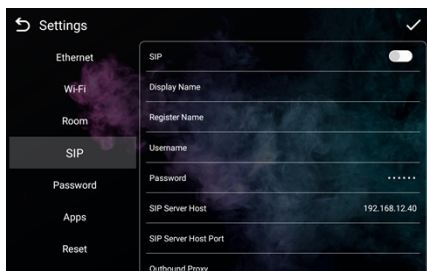 Settings
Ethernet
Wi-Fi
Room
SIP
Password
Apps
Reset
SIP
Display Name
Register Name
Username
Password ······
SIP Server Host 192.168.12.40
SIP Server Host Port
Outbound Proxy